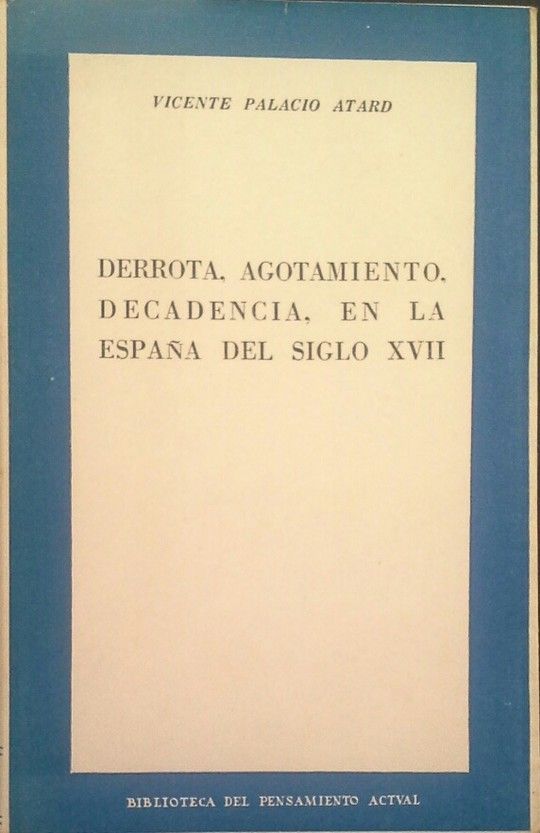 VICENTE PALACIO ATARD
DERROTA, AGOTAMIENTO,
DECADENCIA, EN LA
ESPAÑA DEL SIGLO XVII
BIBLIOTECA DEL PENSAMIENTO ACTVAL